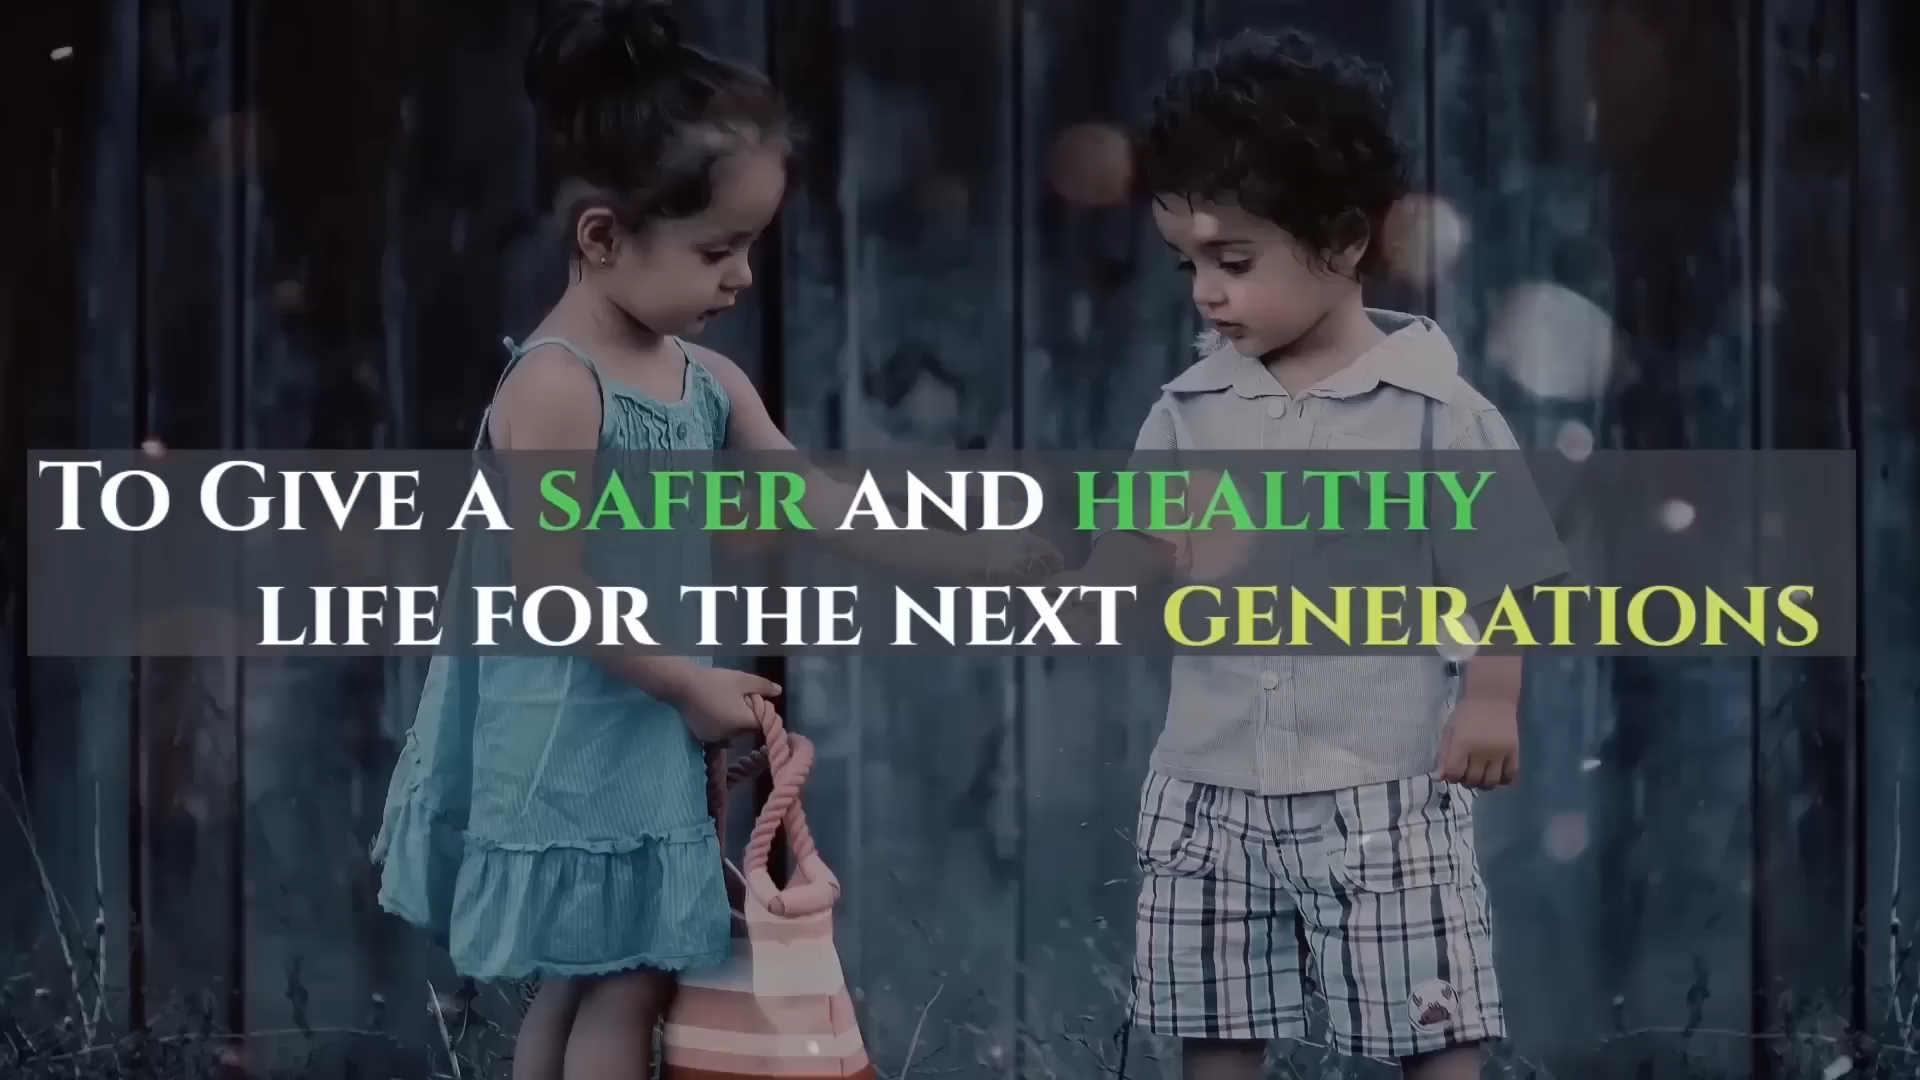 To Give a safer and healthy
life for the next generations